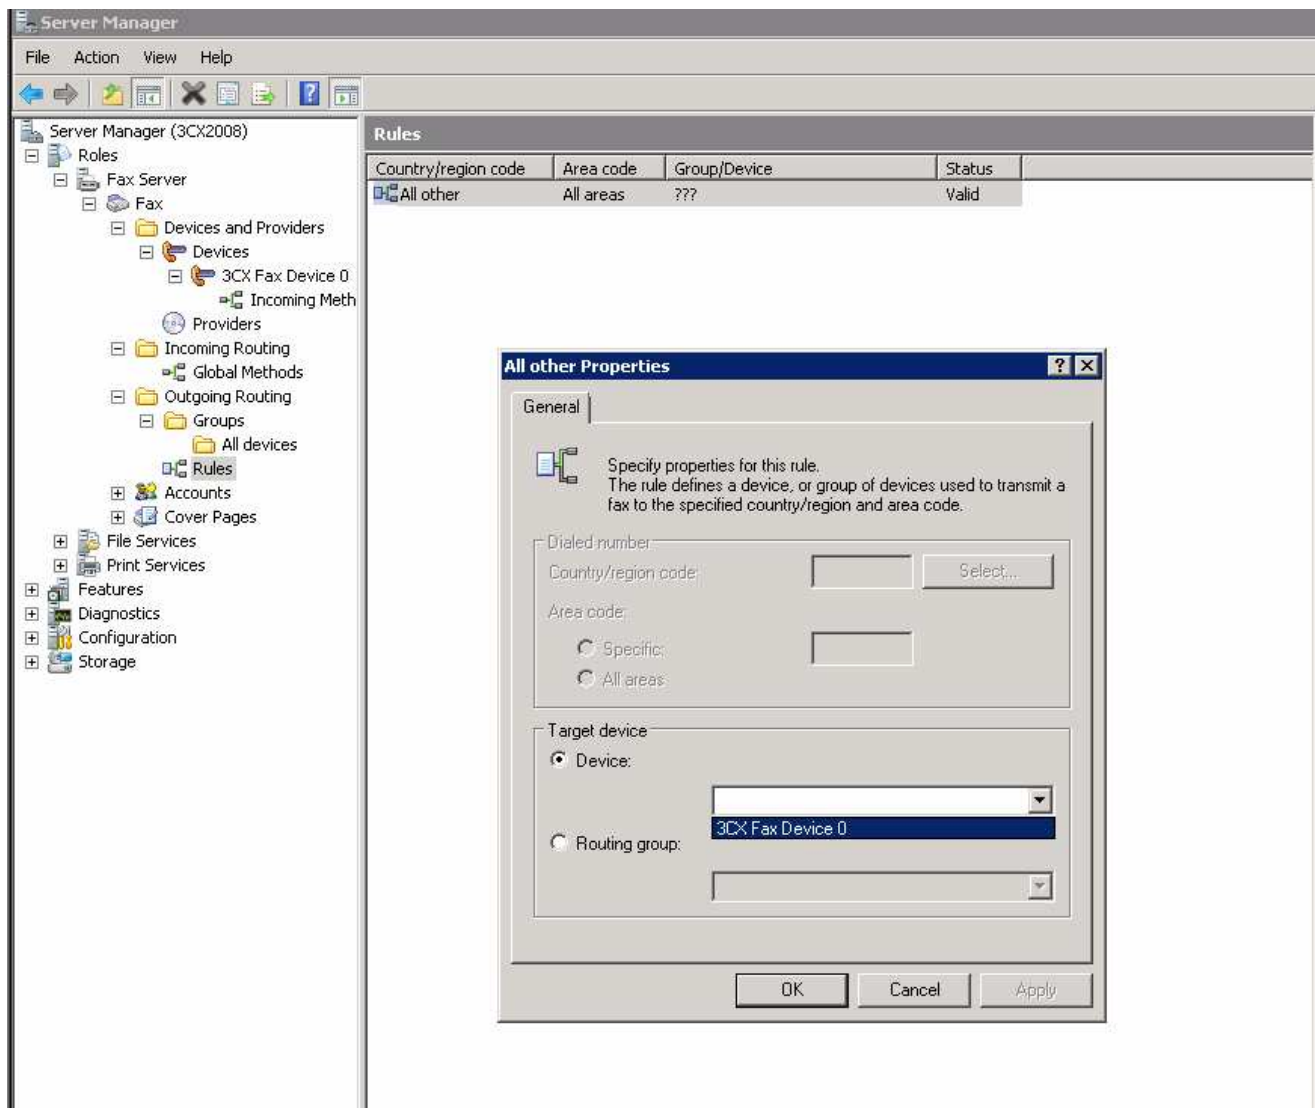 Server Manager
File Action View Help
Server Manager (3CX2008)
Roles
Fax Server
Fax
Devices and Providers
Devices
3CX Fax Device 0
Incoming Meth
Providers
Incoming Routing
Global Methods
Outgoing Routing
Groups
All devices
Rules
Accounts
Cover Pages
File Services
Print Services
Features
Diagnostics
Configuration
Storage
Rules
Country/region code Area code Group/Device Status
All other All areas ??? Valid
All other Properties
General
Specify properties for this rule.
The rule defines a device, or group of devices used to transmit a
fax to the specified country/region and area code.
Dialed number
Country/region code: Select...
Area code:
Specific:
All areas
Target device
Device:
3CX Fax Device 0
Routing group:
OK Cancel Apply